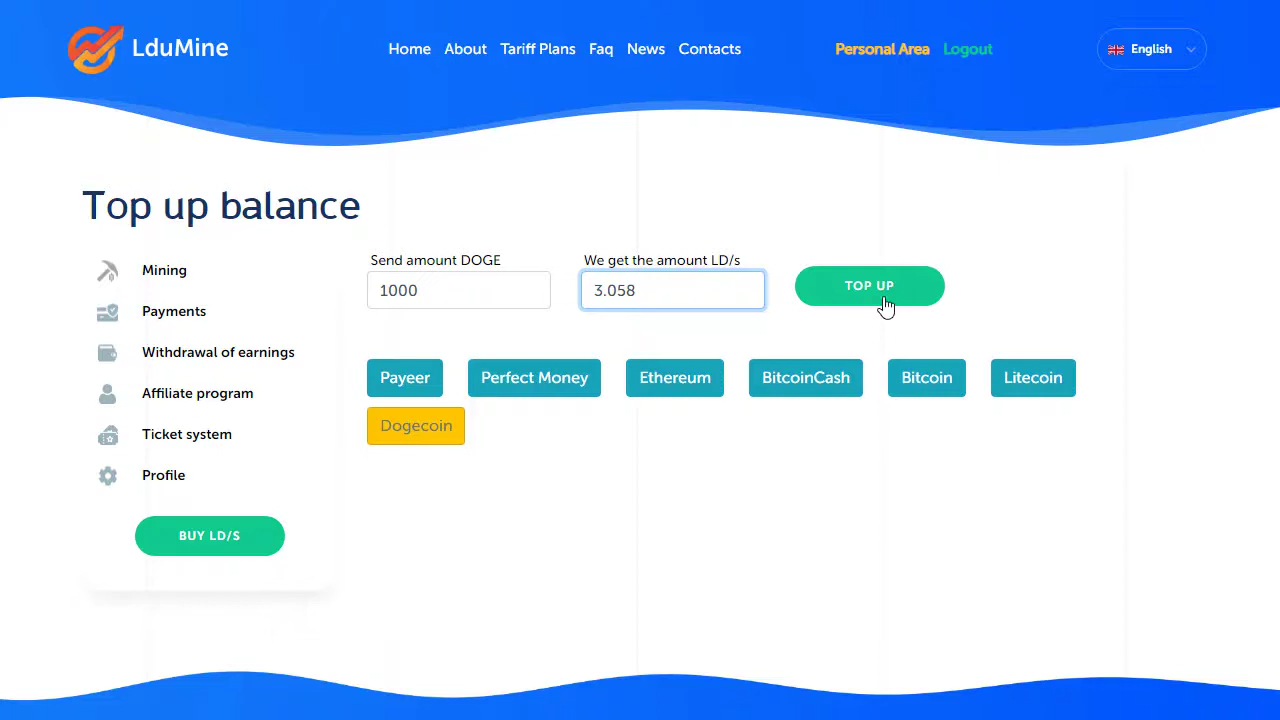 LduMine
Home About Tariff Plans Faq News Contacts Personal Area Logout English
Top up balance
Mining
Payments
Withdrawal of earnings
Affiliate program
Ticket system
Profile
BUY LD/S
Send amount DOGE We get the amount LD/s
1000 3.058 TOP UP
Payeer Perfect Money Ethereum BitcoinCash Bitcoin Litecoin
Dogecoin